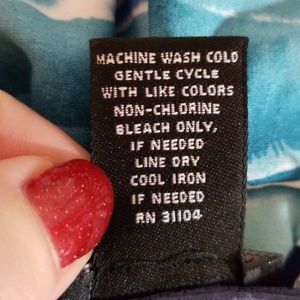 MACHINE WASH COLD
GENTLE CYCLE
WITH LIKE COLORS
NON-CHLORINE
BLEACH ONLY,
IF NEEDED
LINE DRY
COOL IRON
IF NEEDED
RN 31104